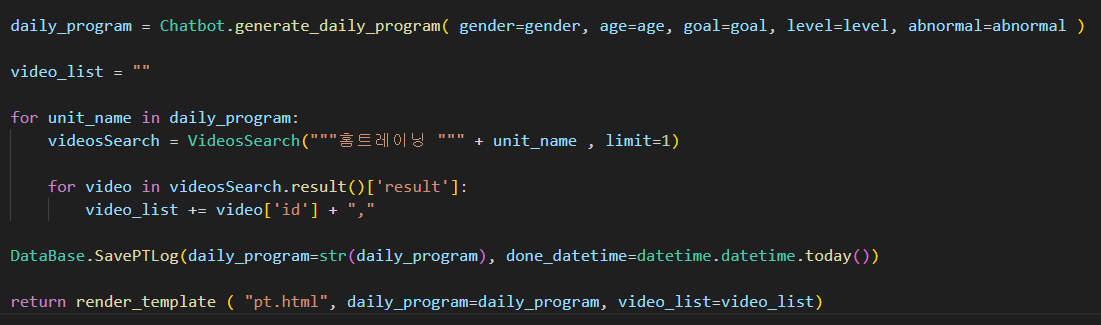 daily_program = Chatbot.generate_daily_program( gender=gender, age=age, goal=goal, level=level, abnormal=abnormal )
video_list = ""
for unit_name in daily_program:
    videosSearch = VideosSearch("""홈트레이닝 """ + unit_name , limit=1)
    for video in videosSearch.result()['result']:
        video_list += video['id'] + ","
DataBase.SavePTLog(daily_program=str(daily_program), done_datetime=datetime.datetime.today())
return render_template ( "pt.html", daily_program=daily_program, video_list=video_list)